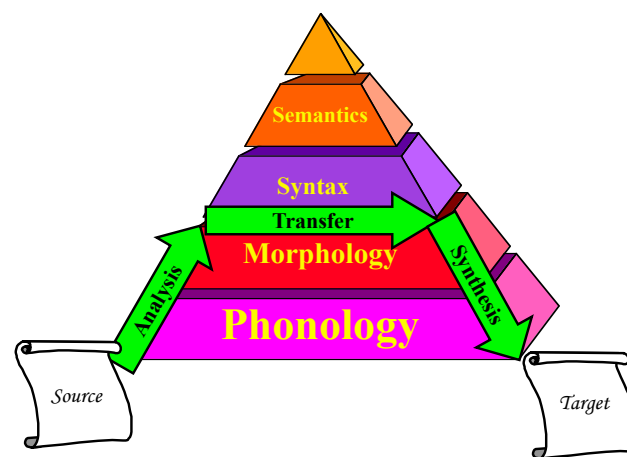 Semantics
Syntax
Transfer
Morphology
Analysis
Synthesis
Phonology
Source
Target